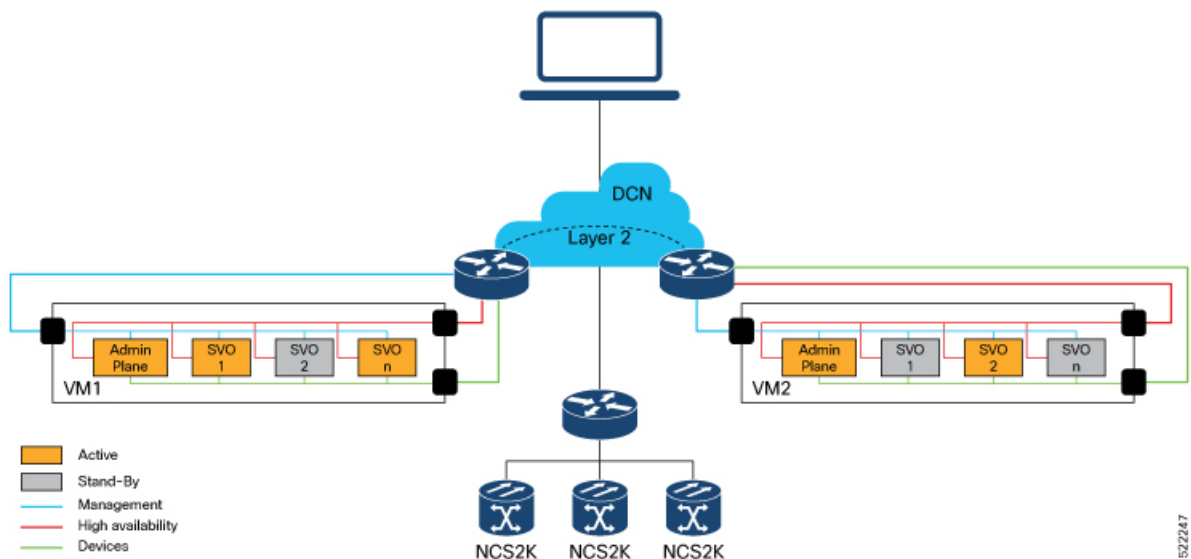 DCN
Layer 2
Admin
Plane
SVO
1
SVO
2
SVO
n
VM1
Admin
Plane
SVO
1
SVO
2
SVO
n
VM2
Active
Stand-By
Management
High availability
Devices
NCS2K
NCS2K
NCS2K
522247